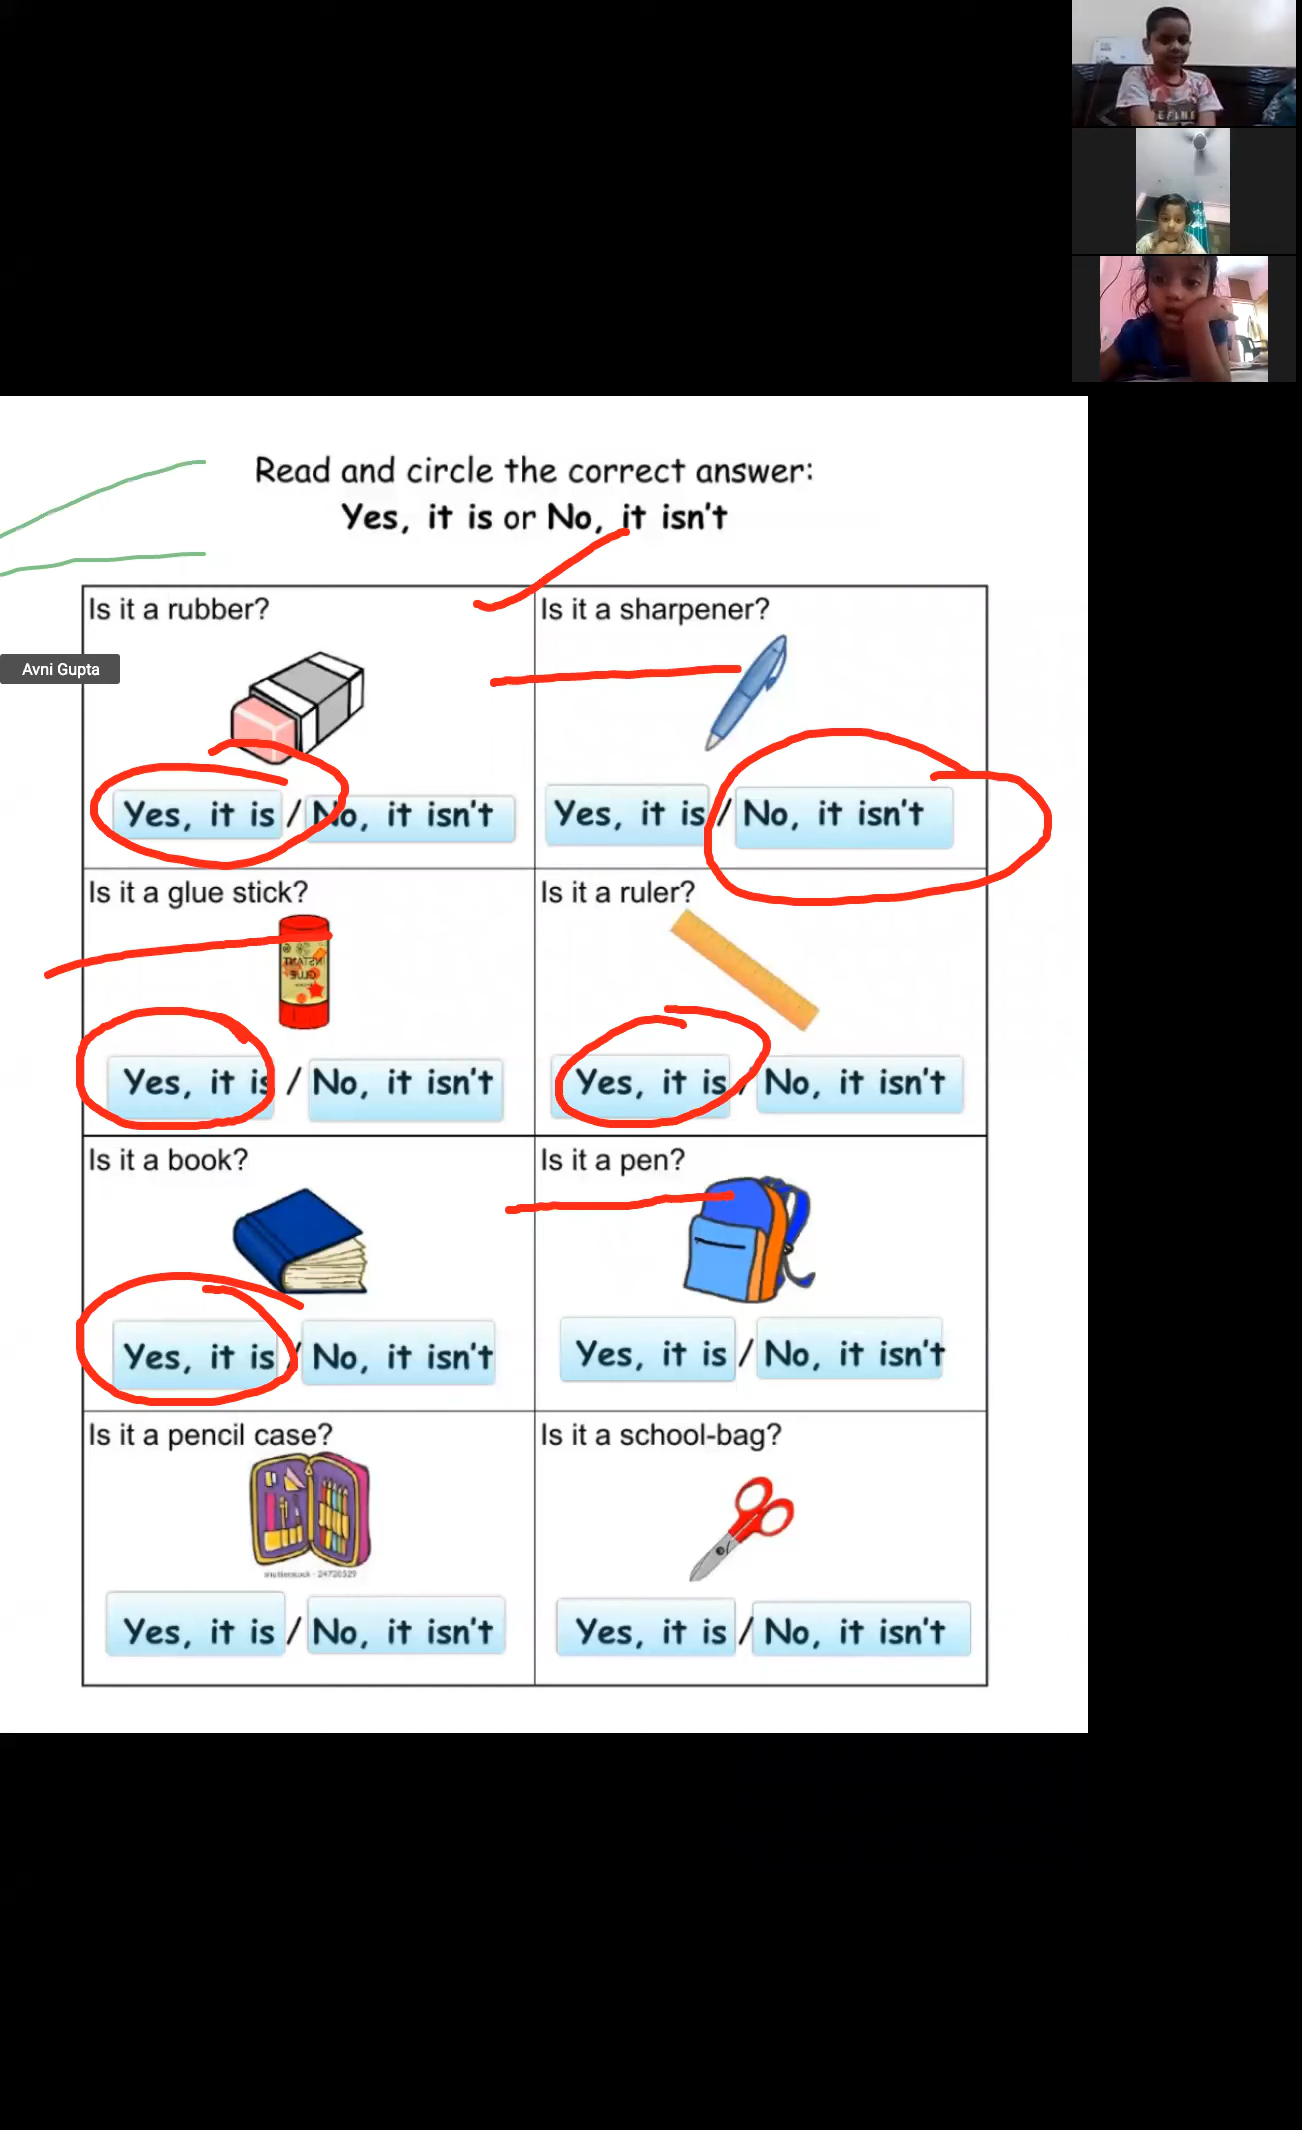 Read and circle the correct answer:
Yes, it is or No, it isn't
Is it a rubber?
Is it a sharpener?
Avni Gupta
Yes, it is / No, it isn't
Yes, it is / No, it isn't
Is it a glue stick?
Is it a ruler?
INSTANT
GLUE
Yes, it is / No, it isn't
Yes, it is / No, it isn't
Is it a book?
Is it a pen?
Yes, it is / No, it isn't
Yes, it is / No, it isn't
Is it a pencil case?
Is it a school-bag?
shutterstock · 24720529
Yes, it is / No, it isn't
Yes, it is / No, it isn't